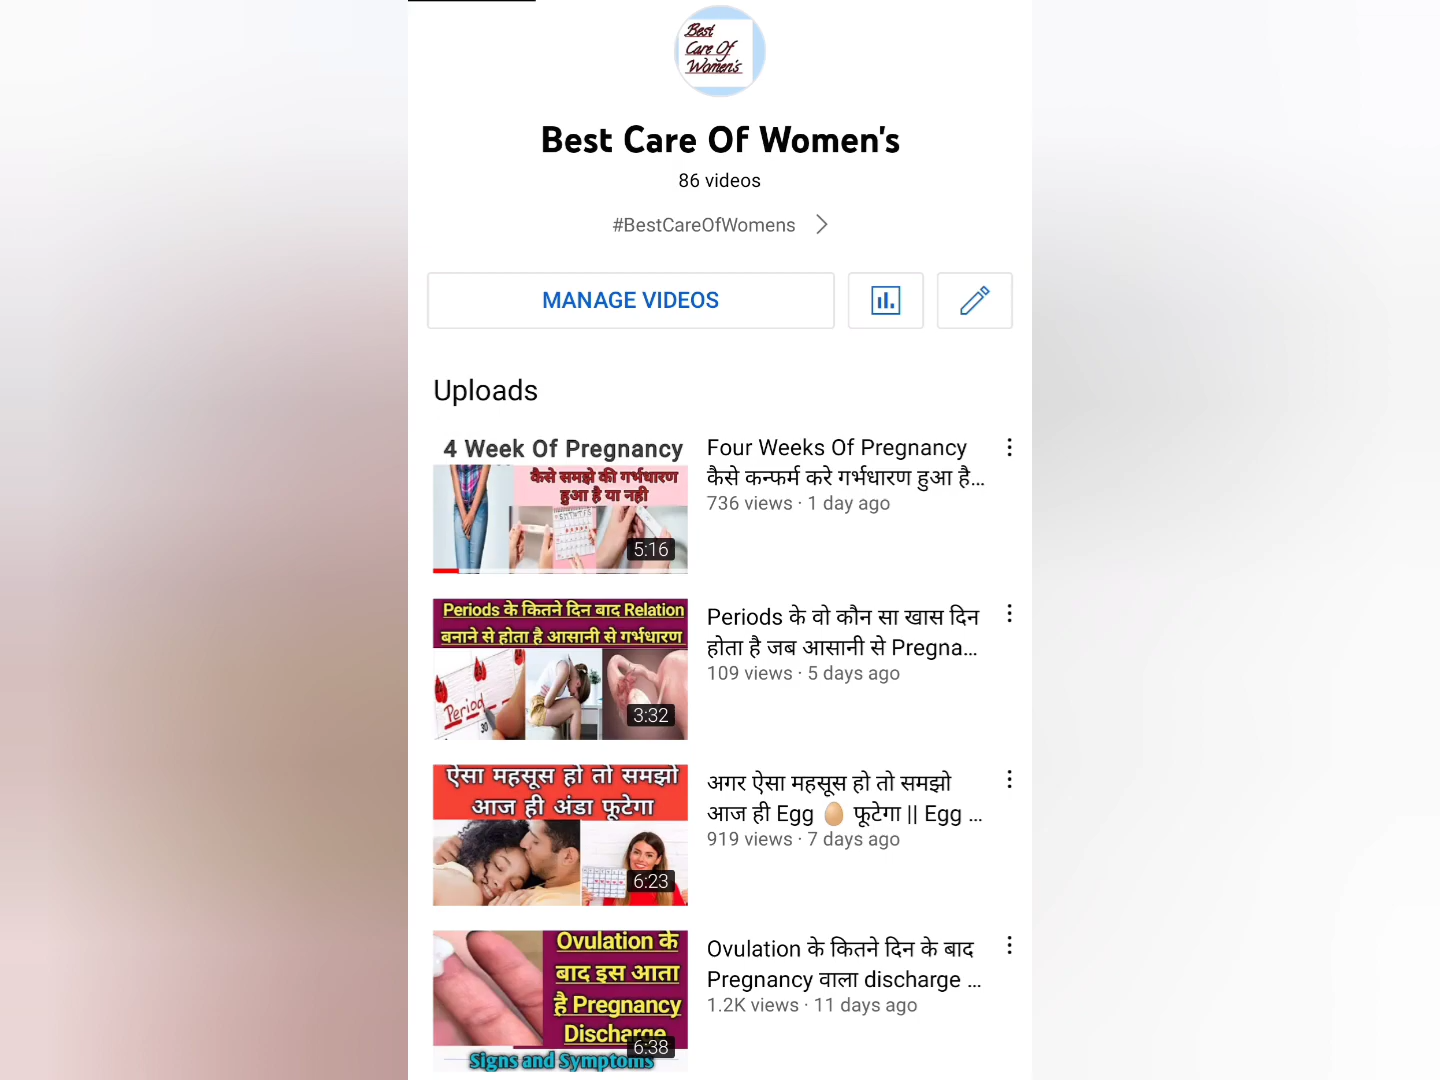 Best
Care Of
Women's
Best Care Of Women's
86 videos
#BestCareOfWomens
MANAGE VIDEOS
Uploads
4 Week Of Pregnancy
कैसे समझे की गर्भधारण
हुआ है या नही
5:16
Four Weeks Of Pregnancy
कैसे कन्फर्म करे गर्भधारण हुआ है...
736 views · 1 day ago
Periods के कितने दिन बाद Relation
बनाने से होता है आसानी से गर्भधारण
Period
30
3:32
Periods के वो कौन सा खास दिन
होता है जब आसानी से Pregna...
109 views · 5 days ago
ऐसा महसूस हो तो समझो
आज ही अंडा फूटेगा
6:23
अगर ऐसा महसूस हो तो समझो
आज ही Egg 🥚 फूटेगा || Egg ...
919 views · 7 days ago
Ovulation के
बाद इस आता
है Pregnancy
Discharge
6:38
Signs and Symptoms
Ovulation के कितने दिन के बाद
Pregnancy वाला discharge ...
1.2K views · 11 days ago